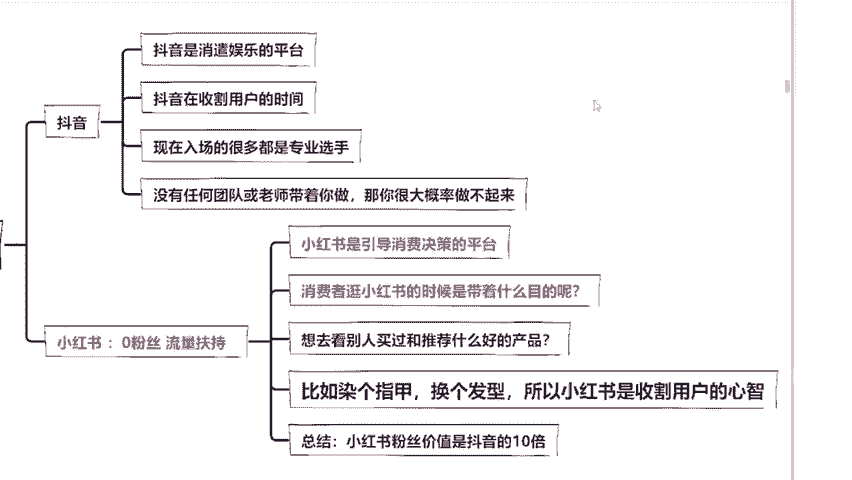 抖音
抖音是消遣娱乐的平台
抖音在收割用户的时间
现在入场的很多都是专业选手
没有任何团队或老师带着你做，那你很大概率做不起来
小红书：0粉丝 流量扶持
小红书是引导消费决策的平台
消费者逛小红书的时候是带着什么目的呢？
想去看别人买过和推荐什么好的产品？
比如染个指甲，换个发型，所以小红书是收割用户的心智
总结：小红书粉丝价值是抖音的10倍